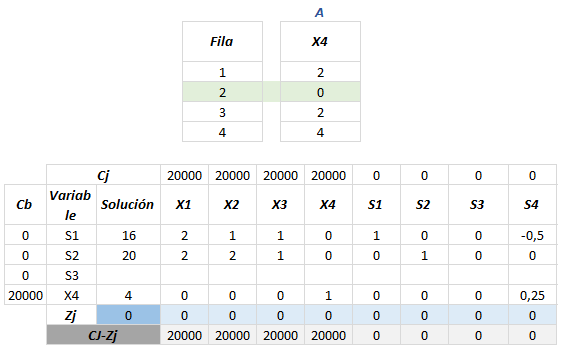 A
Fila X4
1 2
2 0
3 2
4 4
Cj 20000 20000 20000 20000 0 0 0 0
Cb Variab
le Solución X1 X2 X3 X4 S1 S2 S3 S4
0 S1 16 2 1 1 0 1 0 0 -0,5
0 S2 20 2 2 1 0 0 1 0 0
0 S3
20000 X4 4 0 0 0 1 0 0 0 0,25
Zj 0 0 0 0 0 0 0 0 0
CJ-Zj 20000 20000 20000 20000 0 0 0 0